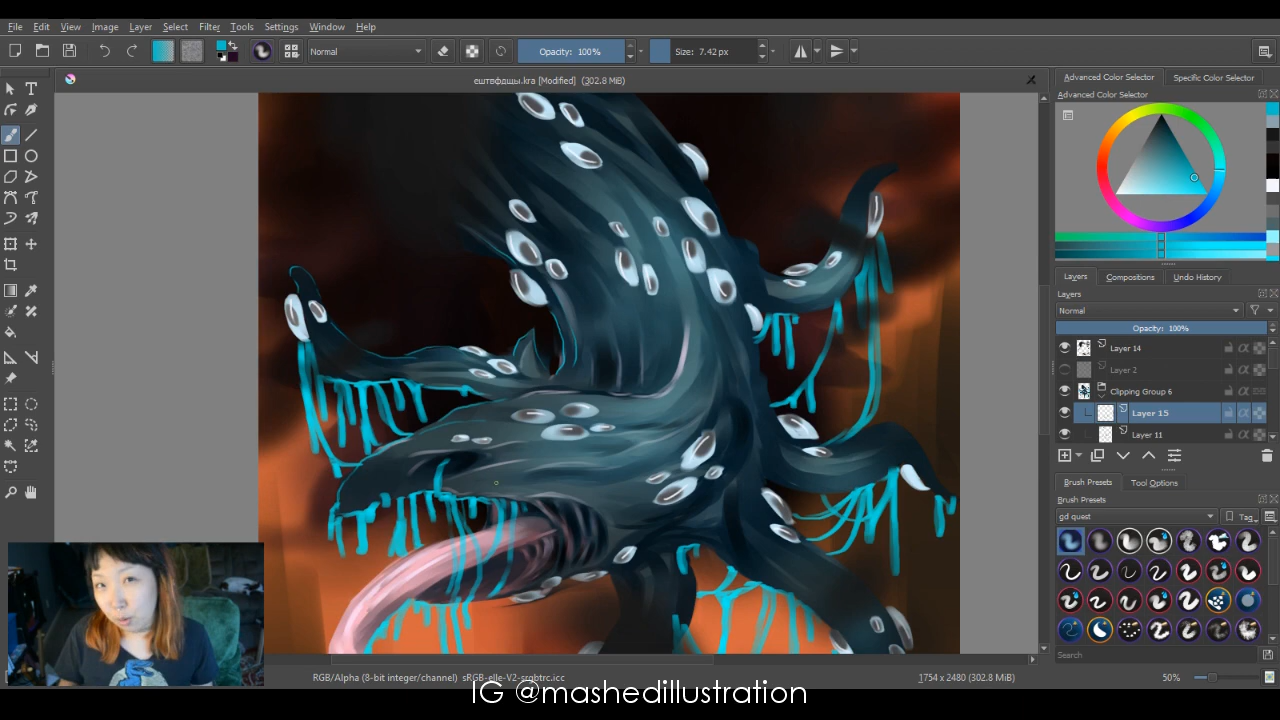 File Edit View Image Layer Select Filter Tools Settings Window Help
Normal Opacity: 100% Size: 7.42 px
ештвфдшы.kra [Modified] (302.8 MiB)
Advanced Color Selector Specific Color Selector
Advanced Color Selector
Layers Compositions Undo History
Layers
Normal
Opacity: 100%
Layer 14
Layer 2
Clipping Group 6
Layer 15
Layer 11
Brush Presets Tool Options
Brush Presets
gd quest Tag
Search
RGB/Alpha (8-bit integer/channel) sRGB-elle-V2-srgbtrc.icc 1754 x 2480 (302.8 MiB) 50%
IG @mashedillustration